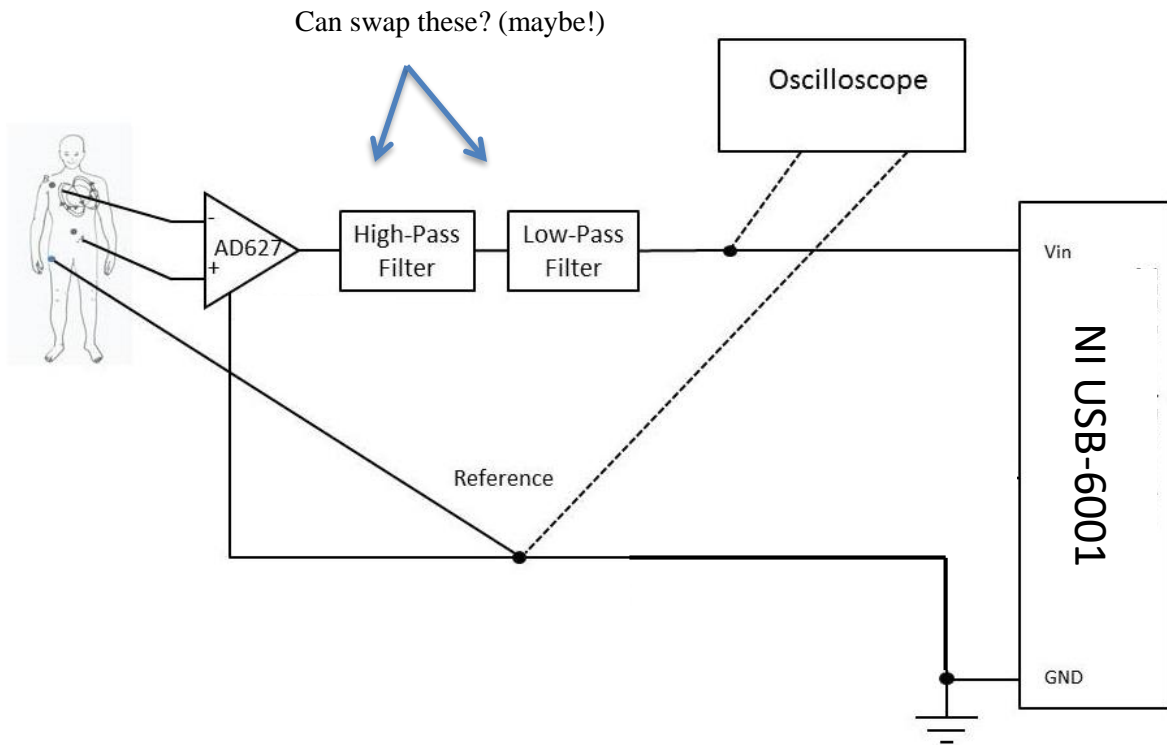 Can swap these? (maybe!)
Oscilloscope
-
AD627
+
High-Pass
Filter
Low-Pass
Filter
Vin
NI USB-6001
Reference
GND